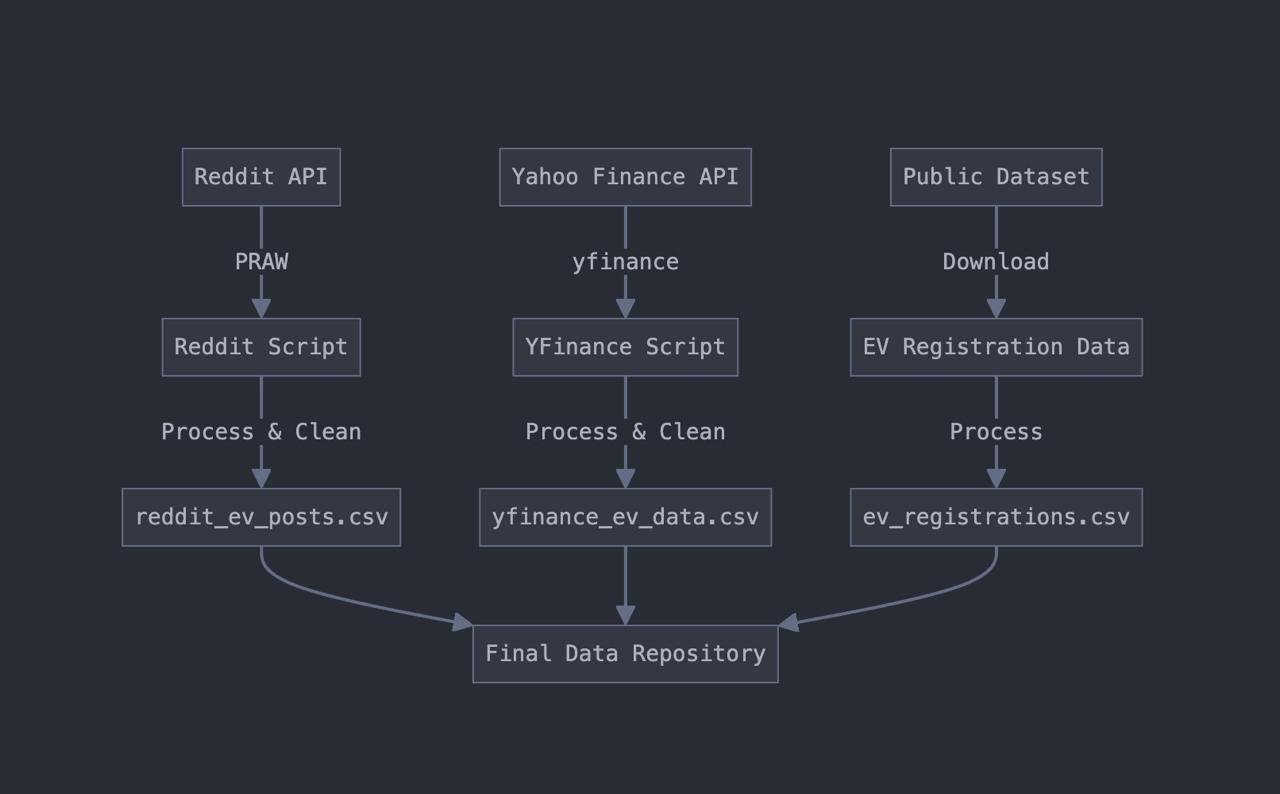 Reddit API
Yahoo Finance API
Public Dataset
PRAW
yfinance
Download
Reddit Script
YFinance Script
EV Registration Data
Process & Clean
Process & Clean
Process
reddit_ev_posts.csv
yfinance_ev_data.csv
ev_registrations.csv
Final Data Repository